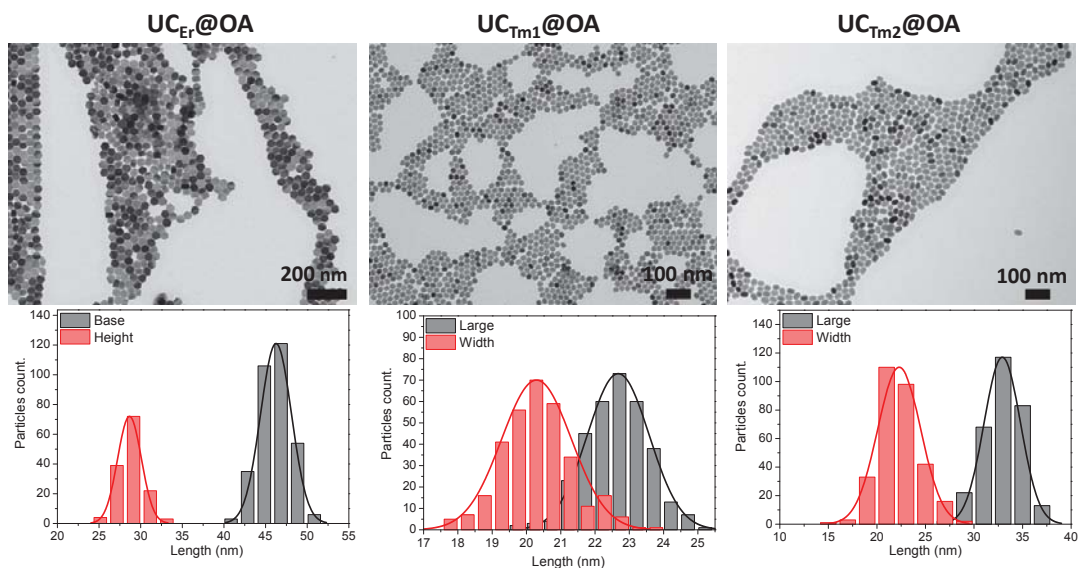 UCEr@OA
UCTm1@OA
UCTm2@OA
200 nm
100 nm
100 nm
Base
Height
Particles count.
140
120
100
80
60
40
20
0
20 25 30 35 40 45 50 55
Length (nm)
Large
Width
Particles count.
100
90
80
70
60
50
40
30
20
10
0
17 18 19 20 21 22 23 24 25
Length (nm)
Large
Width
Particles count.
140
120
100
80
60
40
20
0
10 15 20 25 30 35 40
Length (nm)